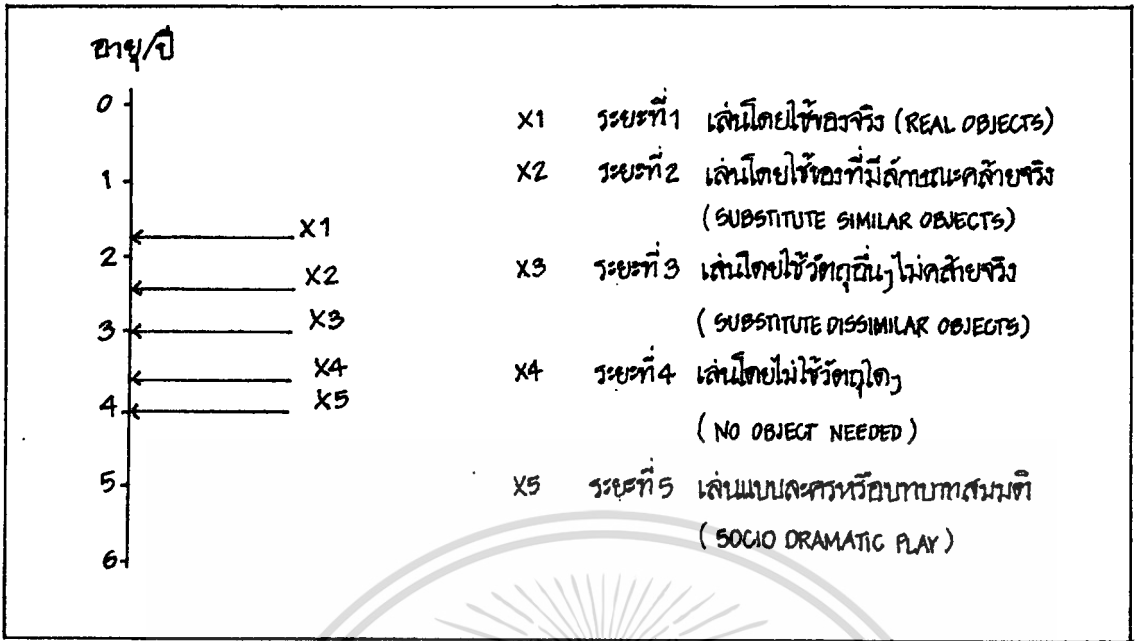 อายุ/ปี
0
1
2
3
4
5
6
X1
X2
X3
X4
X5
X1 ระยะที่1 เล่นโดยใช้ของจริง (REAL OBJECTS)
X2 ระยะที่2 เล่นโดยใช้ของที่มีลักษณะคล้ายจริง
(SUBSTITUTE SIMILAR OBJECTS)
X3 ระยะที่3 เล่นโดยใช้วัตถุอื่นๆไม่คล้ายจริง
(SUBSTITUTE DISSIMILAR OBJECTS)
X4 ระยะที่4 เล่นโดยไม่ใช้วัตถุใดๆ
(NO OBJECT NEEDED)
X5 ระยะที่5 เล่นแบบละครหรือบทบาทสมมติ
(SOCIO DRAMATIC PLAY)